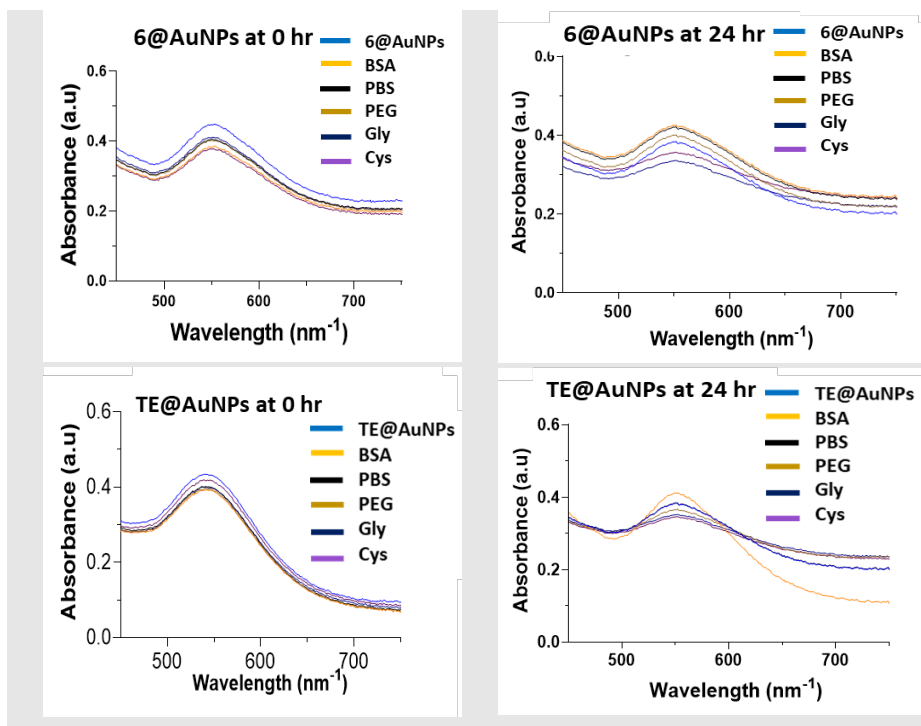 6@AuNPs at 0 hr
6@AuNPs
BSA
PBS
PEG
Gly
Cys
Absorbance (a.u)
0.6
0.4
0.2
0.0
500 600 700
Wavelength (nm-1)
6@AuNPs at 24 hr
6@AuNPs
BSA
PBS
PEG
Gly
Cys
Absrobance (a.u)
0.6
0.4
0.2
0.0
500 600 700
Wavelength (nm-1)
TE@AuNPs at 0 hr
TE@AuNPs
BSA
PBS
PEG
Gly
Cys
Absorbance (a.u)
0.6
0.4
0.2
0.0
500 600 700
Wavelength (nm-1)
TE@AuNPs at 24 hr
TE@AuNPs
BSA
PBS
PEG
Gly
Cys
Absorbance (a.u)
0.6
0.4
0.2
0.0
500 600 700
Wavelength (nm-1)